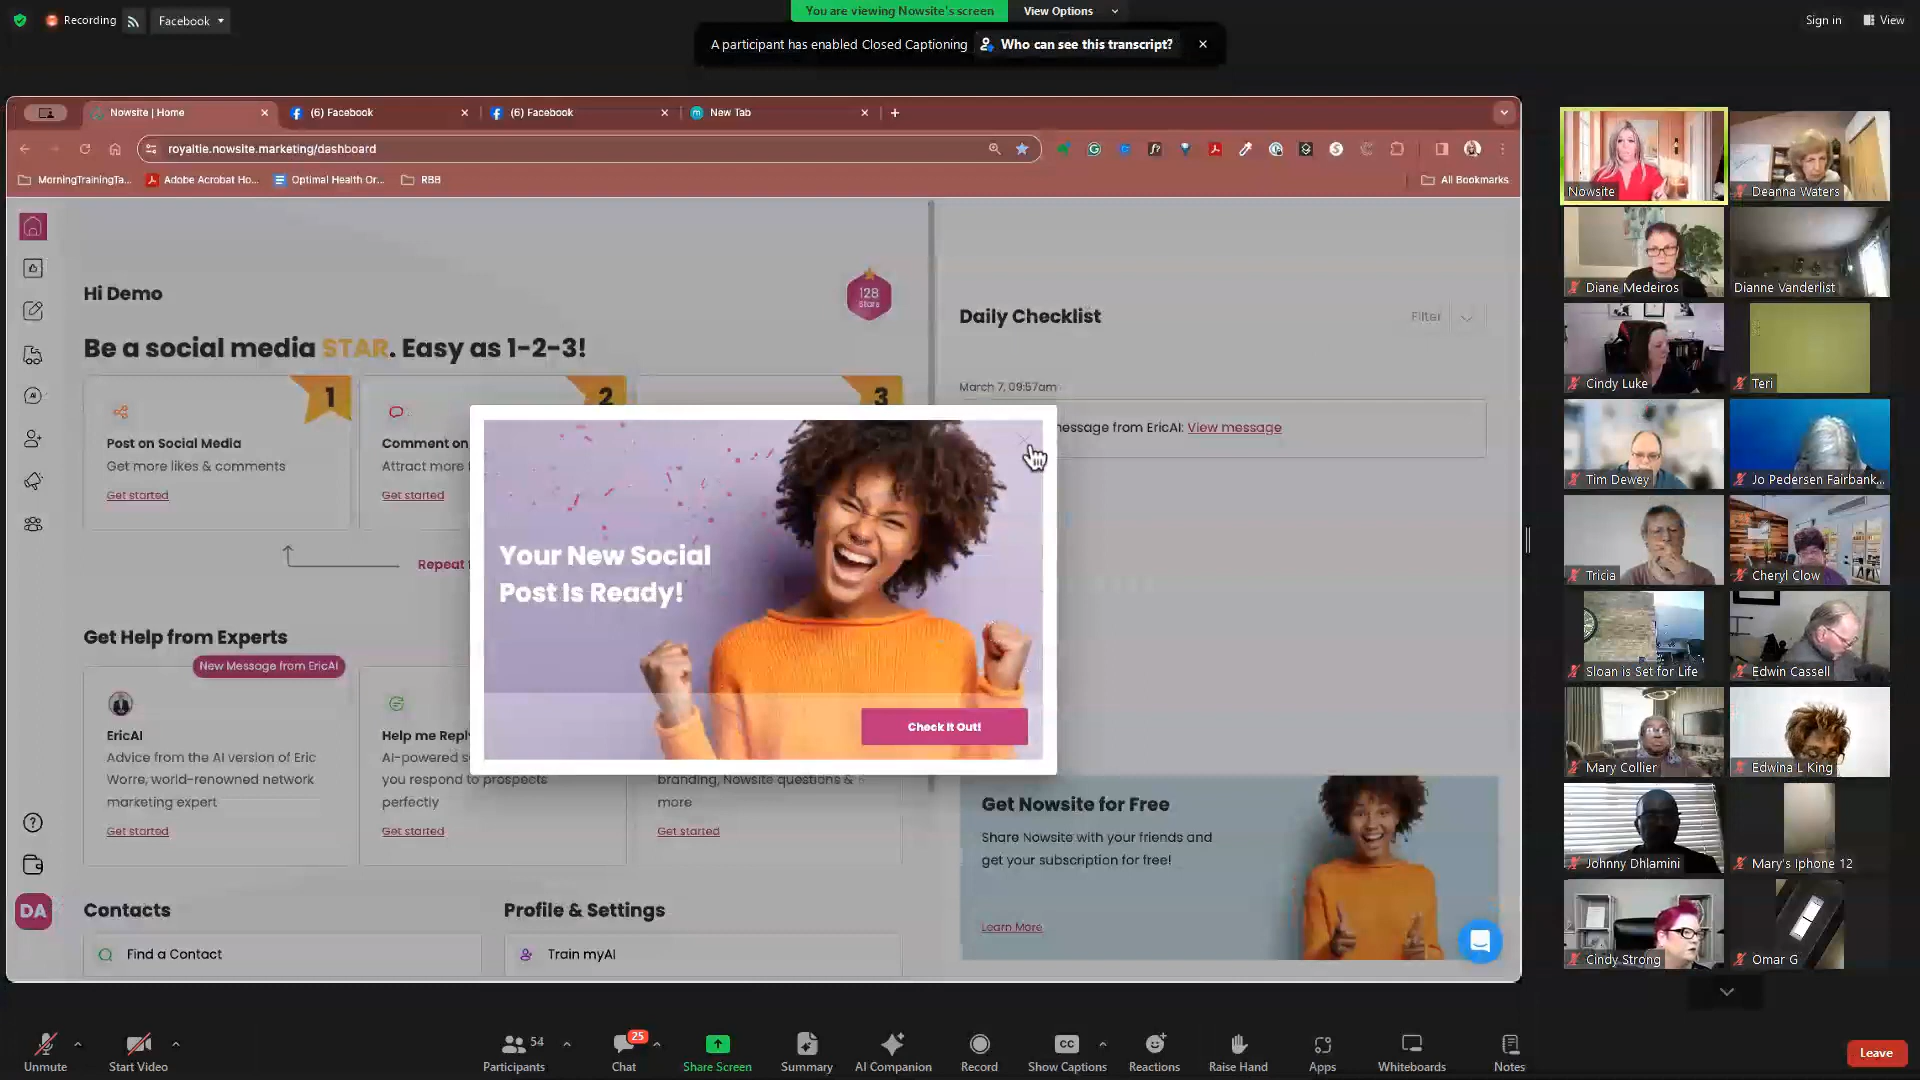 Recording
Facebook
You are viewing Nowsite's screen
View Options
Sign in
View
A participant has enabled Closed Captioning
Who can see this transcript?
Nowsite | Home
(6) Facebook
(6) Facebook
New Tab
royaltie.nowsite.marketing/dashboard
MorningTrainingTa...
Adobe Acrobat Ho...
Optimal Health Or...
RBB
All Bookmarks
Hi Demo
128
Stars
Be a social media STAR. Easy as 1-2-3!
1
2
3
Post on Social Media
Get more likes & comments
Get started
Comment on
Attract more
Get started
Repeat
Your New Social
Post Is Ready!
Check It Out!
Get Help from Experts
New Message from EricAI
EricAI
Advice from the AI version of Eric
Worre, world-renowned network
marketing expert
Get started
Help me Repl
AI-powered s
you respond to prospects
perfectly
Get started
branding, Nowsite questions &
more
Get started
Contacts
Find a Contact
Profile & Settings
Train myAI
DA
Daily Checklist
Filter
March 7, 09:57am
essage from EricAI: View message
Get Nowsite for Free
Share Nowsite with your friends and
get your subscription for free!
Learn More
Nowsite
Deanna Waters
Diane Medeiros
Dianne Vanderlist
Cindy Luke
Teri
Tim Dewey
Jo Pedersen Fairbank...
Tricia
Cheryl Clow
Sloan is Set for Life
Edwin Cassell
Mary Collier
Edwina L King
Johnny Dhlamini
Mary's Iphone 12
Cindy Strong
Omar G
Unmute
Start Video
54
Participants
25
Chat
Share Screen
Summary
AI Companion
Record
CC
Show Captions
Reactions
Raise Hand
Apps
Whiteboards
Notes
Leave